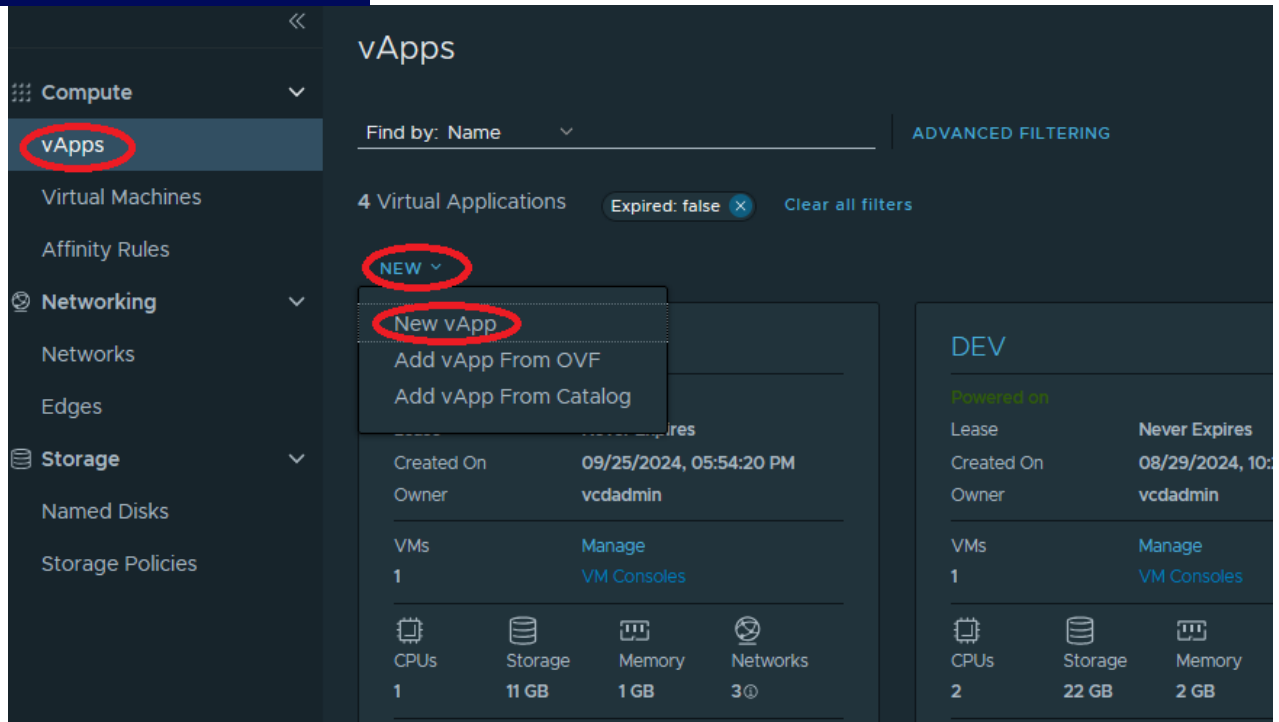 vApps
Compute
vApps
Virtual Machines
Affinity Rules
Networking
Networks
Edges
Storage
Named Disks
Storage Policies
Find by: Name
ADVANCED FILTERING
4 Virtual Applications
Expired: false
Clear all filters
NEW
New vApp
Add vApp From OVF
Add vApp From Catalog
Created On 09/25/2024, 05:54:20 PM
Owner vcdadmin
VMs Manage
1 VM Consoles
CPUs Storage Memory Networks
1 11 GB 1 GB 3
DEV
Powered on
Lease Never Expires
Created On 08/29/2024, 10:
Owner vcdadmin
VMs Manage
1 VM Consoles
CPUs Storage Memory
2 22 GB 2 GB